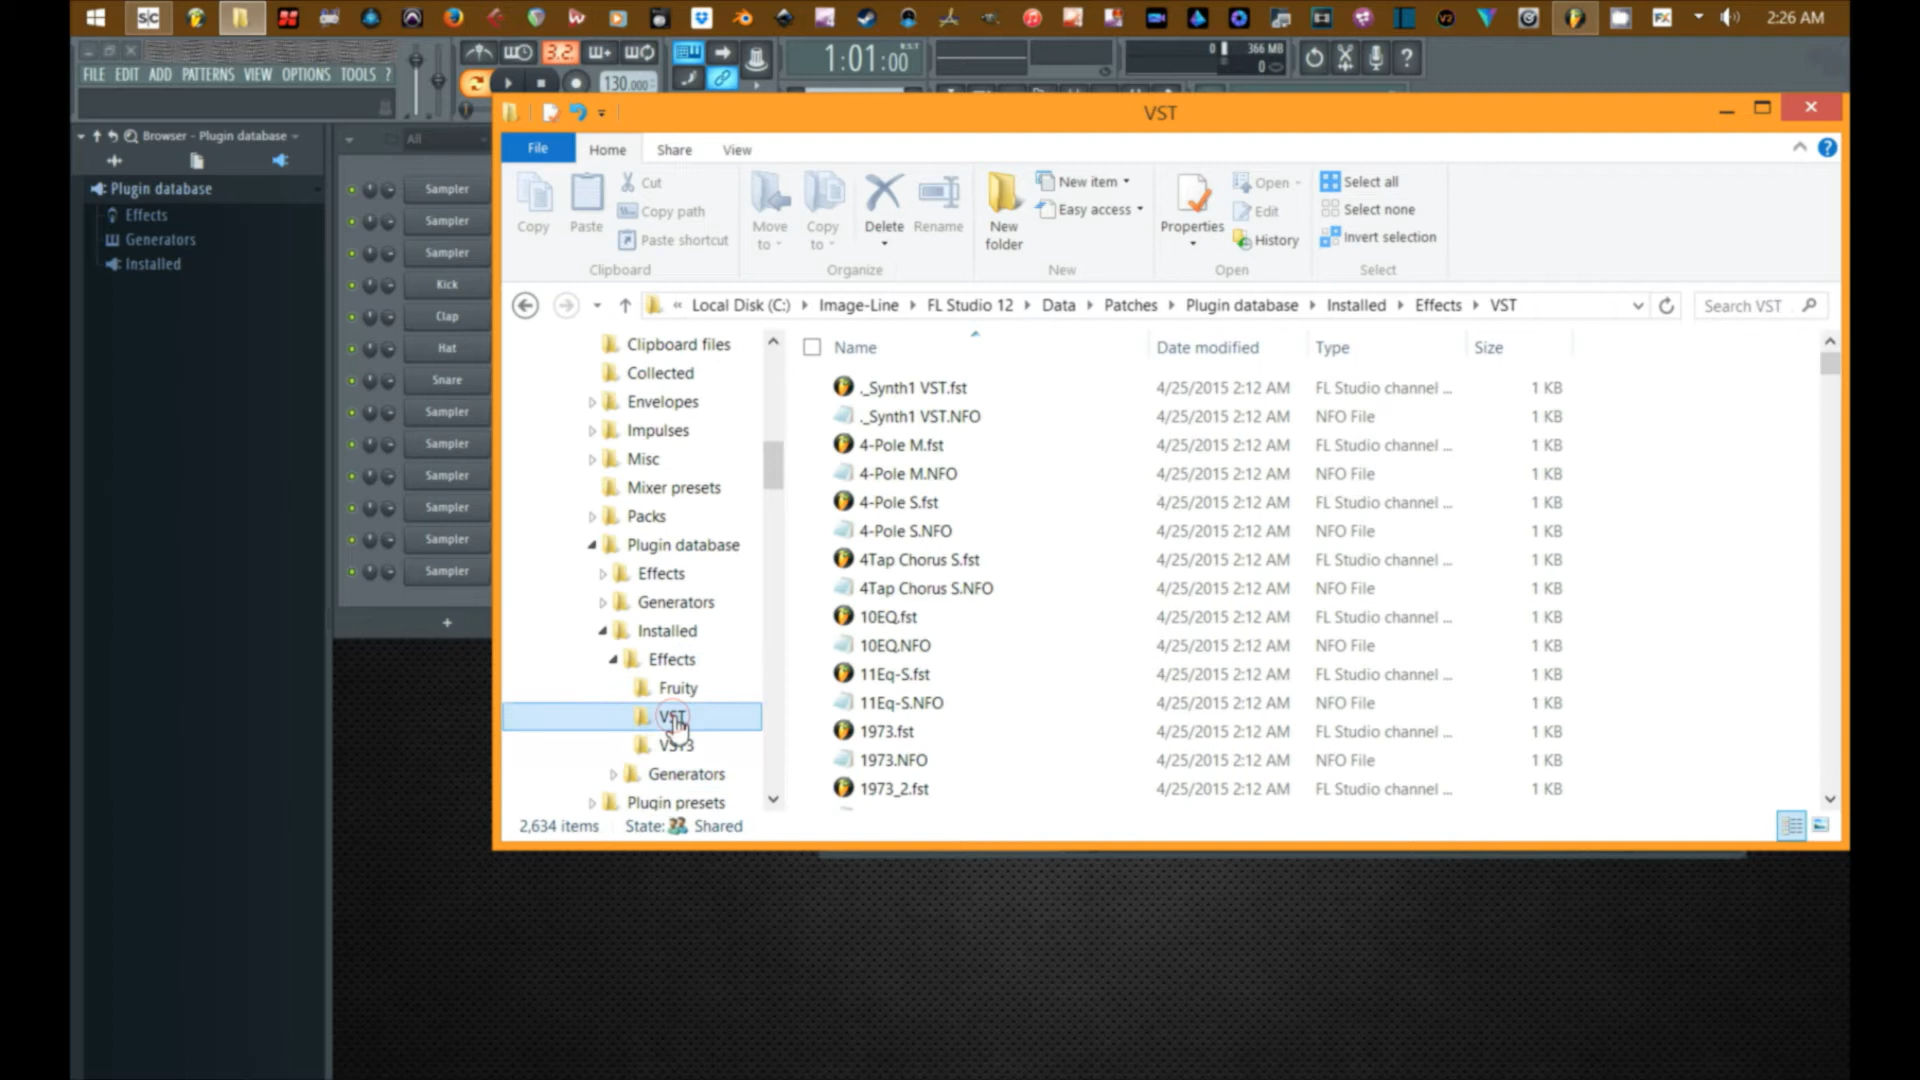 2:26 AM
FILE EDIT ADD PATTERNS VIEW OPTIONS TOOLS ?
3.2
130.000
1:01:00
0 366 MB
0
Browser - Plugin database
All
Plugin database
Effects
Generators
Installed
Sampler
Sampler
Sampler
Kick
Clap
Hat
Snare
Sampler
Sampler
Sampler
Sampler
Sampler
Sampler
VST
File Home Share View
Copy
Paste
Cut
Copy path
Paste shortcut
Clipboard
Move to
Copy to
Delete
Rename
Organize
New folder
New item
Easy access
New
Properties
Open
Edit
History
Open
Select all
Select none
Invert selection
Select
« Local Disk (C:) Image-Line FL Studio 12 Data Patches Plugin database Installed Effects VST
Search VST
Clipboard files
Collected
Envelopes
Impulses
Misc
Mixer presets
Packs
Plugin database
Effects
Generators
Installed
Effects
Fruity
VST
VST3
Generators
Plugin presets
Name Date modified Type Size
._Synth1 VST.fst 4/25/2015 2:12 AM FL Studio channel ... 1 KB
._Synth1 VST.NFO 4/25/2015 2:12 AM NFO File 1 KB
4-Pole M.fst 4/25/2015 2:12 AM FL Studio channel ... 1 KB
4-Pole M.NFO 4/25/2015 2:12 AM NFO File 1 KB
4-Pole S.fst 4/25/2015 2:12 AM FL Studio channel ... 1 KB
4-Pole S.NFO 4/25/2015 2:12 AM NFO File 1 KB
4Tap Chorus S.fst 4/25/2015 2:12 AM FL Studio channel ... 1 KB
4Tap Chorus S.NFO 4/25/2015 2:12 AM NFO File 1 KB
10EQ.fst 4/25/2015 2:12 AM FL Studio channel ... 1 KB
10EQ.NFO 4/25/2015 2:12 AM NFO File 1 KB
11Eq-S.fst 4/25/2015 2:12 AM FL Studio channel ... 1 KB
11Eq-S.NFO 4/25/2015 2:12 AM NFO File 1 KB
1973.fst 4/25/2015 2:12 AM FL Studio channel ... 1 KB
1973.NFO 4/25/2015 2:12 AM NFO File 1 KB
1973_2.fst 4/25/2015 2:12 AM FL Studio channel ... 1 KB
2,634 items State: Shared